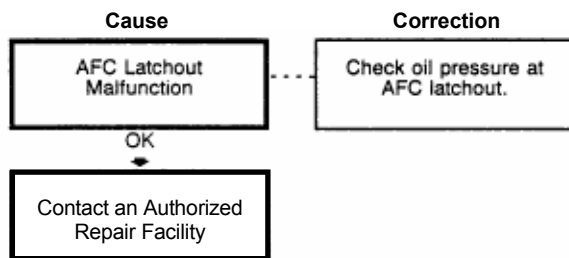 Cause
Correction
AFC Latchout
Malfunction
Check oil pressure at
AFC latchout.
OK
Contact an Authorized
Repair Facility